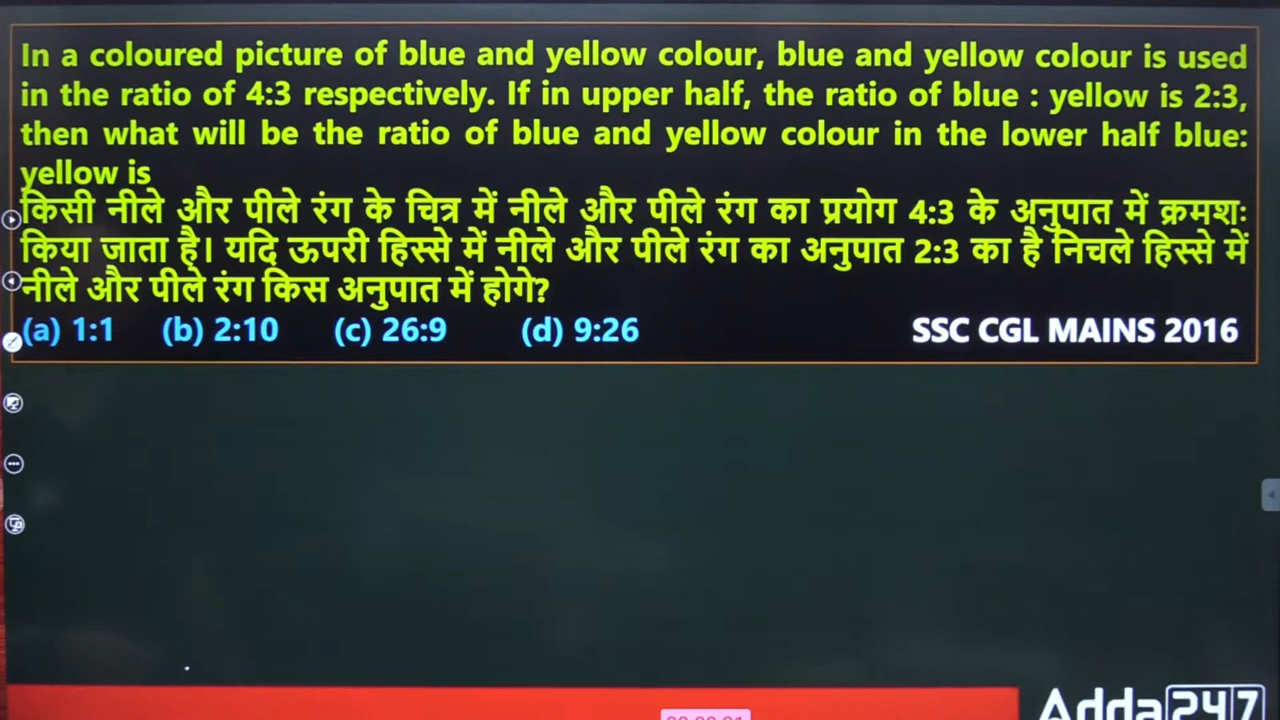 In a coloured picture of blue and yellow colour, blue and yellow colour is used
in the ratio of 4:3 respectively. If in upper half, the ratio of blue : yellow is 2:3,
then what will be the ratio of blue and yellow colour in the lower half blue:
yellow is
किसी नीले और पीले रंग के चित्र में नीले और पीले रंग का प्रयोग 4:3 के अनुपात में क्रमशः
किया जाता है। यदि ऊपरी हिस्से में नीले और पीले रंग का अनुपात 2:3 का है निचले हिस्से में
नीले और पीले रंग किस अनुपात में होगे?
(a) 1:1 (b) 2:10 (c) 26:9 (d) 9:26 SSC CGL MAINS 2016
Adda247